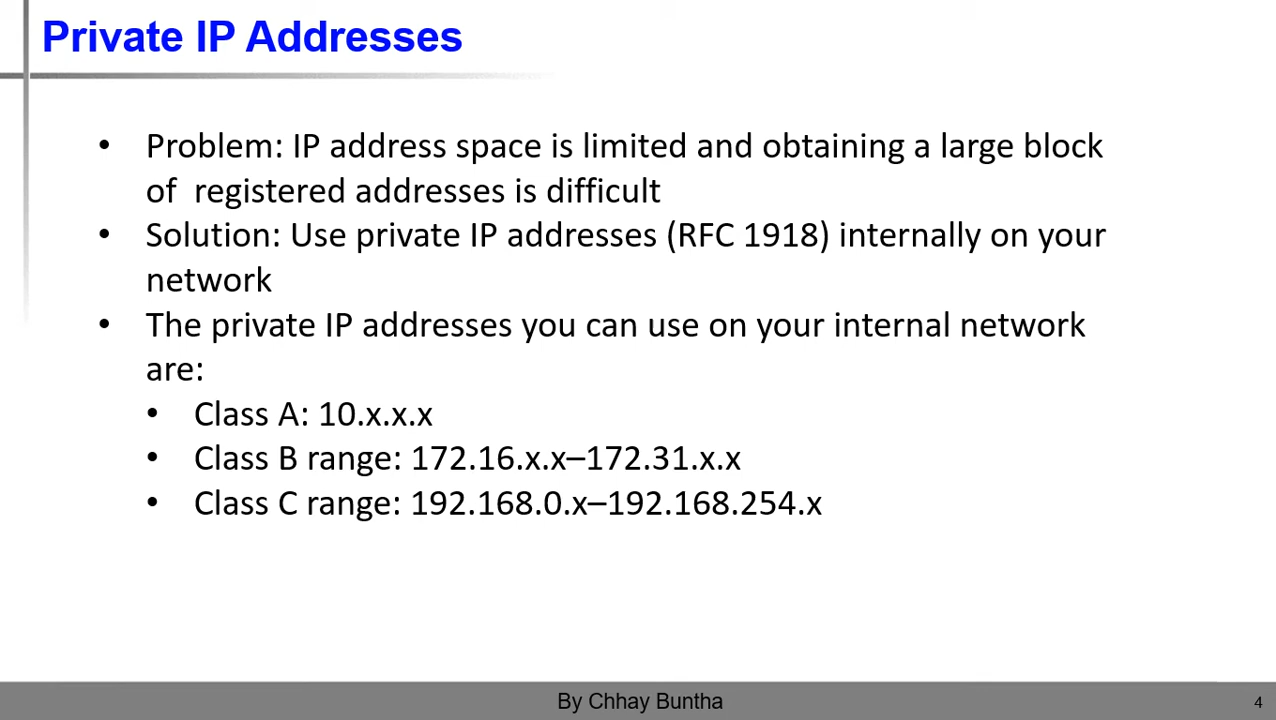 Private IP Addresses
• Problem: IP address space is limited and obtaining a large block
of  registered addresses is difficult
• Solution: Use private IP addresses (RFC 1918) internally on your
network
• The private IP addresses you can use on your internal network
are:
• Class A: 10.x.x.x
• Class B range: 172.16.x.x–172.31.x.x
• Class C range: 192.168.0.x–192.168.254.x
By Chhay Buntha
4